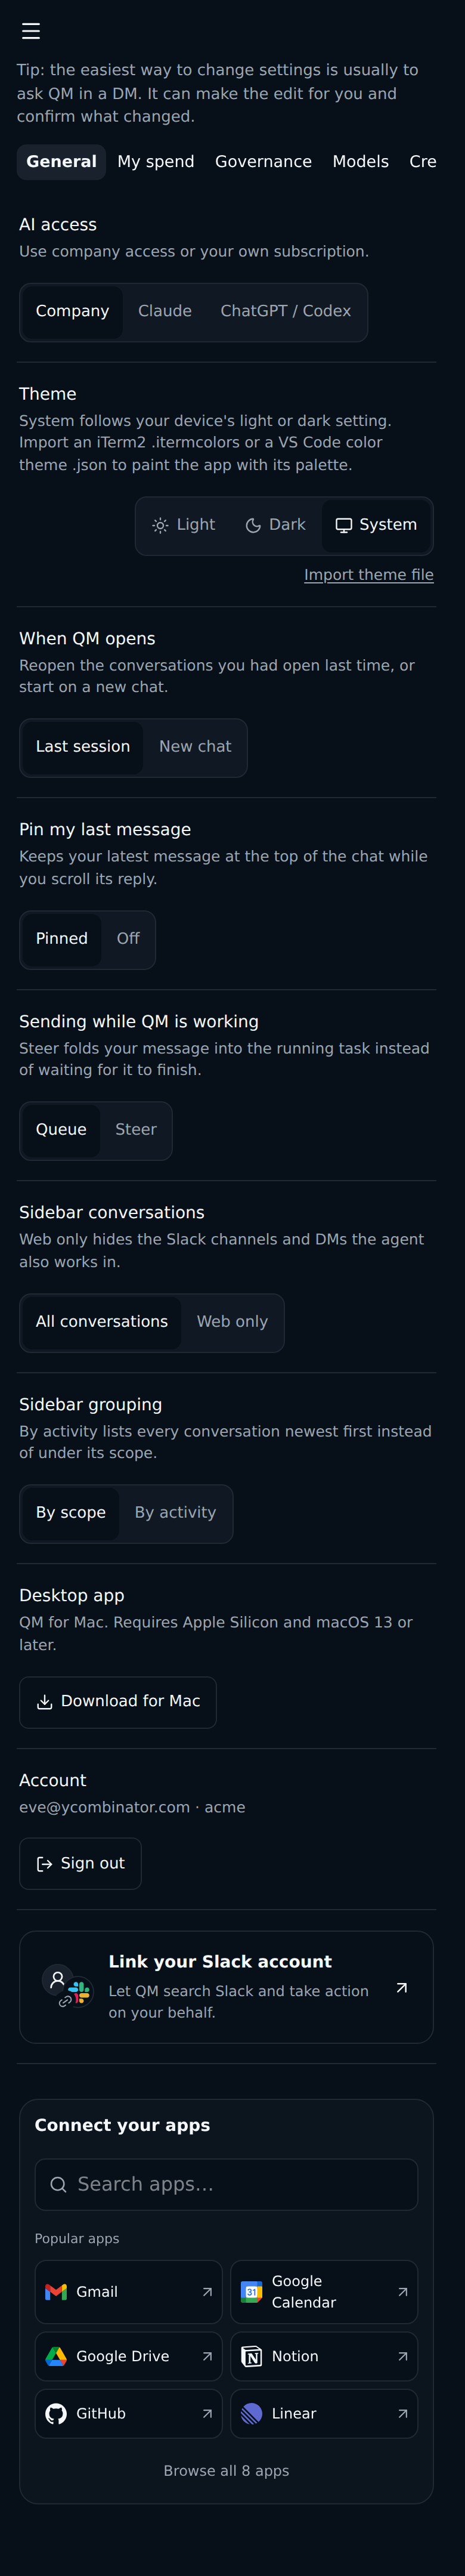 Tip: the easiest way to change settings is usually to
ask QM in a DM. It can make the edit for you and
confirm what changed.
General My spend Governance Models Cre
AI access
Use company access or your own subscription.
Company Claude ChatGPT / Codex
Theme
System follows your device's light or dark setting.
Import an iTerm2 .itermcolors or a VS Code color
theme .json to paint the app with its palette.
Light Dark System
Import theme file
When QM opens
Reopen the conversations you had open last time, or
start on a new chat.
Last session New chat
Pin my last message
Keeps your latest message at the top of the chat while
you scroll its reply.
Pinned Off
Sending while QM is working
Steer folds your message into the running task instead
of waiting for it to finish.
Queue Steer
Sidebar conversations
Web only hides the Slack channels and DMs the agent
also works in.
All conversations Web only
Sidebar grouping
By activity lists every conversation newest first instead
of under its scope.
By scope By activity
Desktop app
QM for Mac. Requires Apple Silicon and macOS 13 or
later.
Download for Mac
Account
eve@ycombinator.com · acme
Sign out
Link your Slack account
Let QM search Slack and take action
on your behalf.
Connect your apps
Search apps...
Popular apps
Gmail
31
Google
Calendar
Google Drive
Notion
GitHub
Linear
Browse all 8 apps